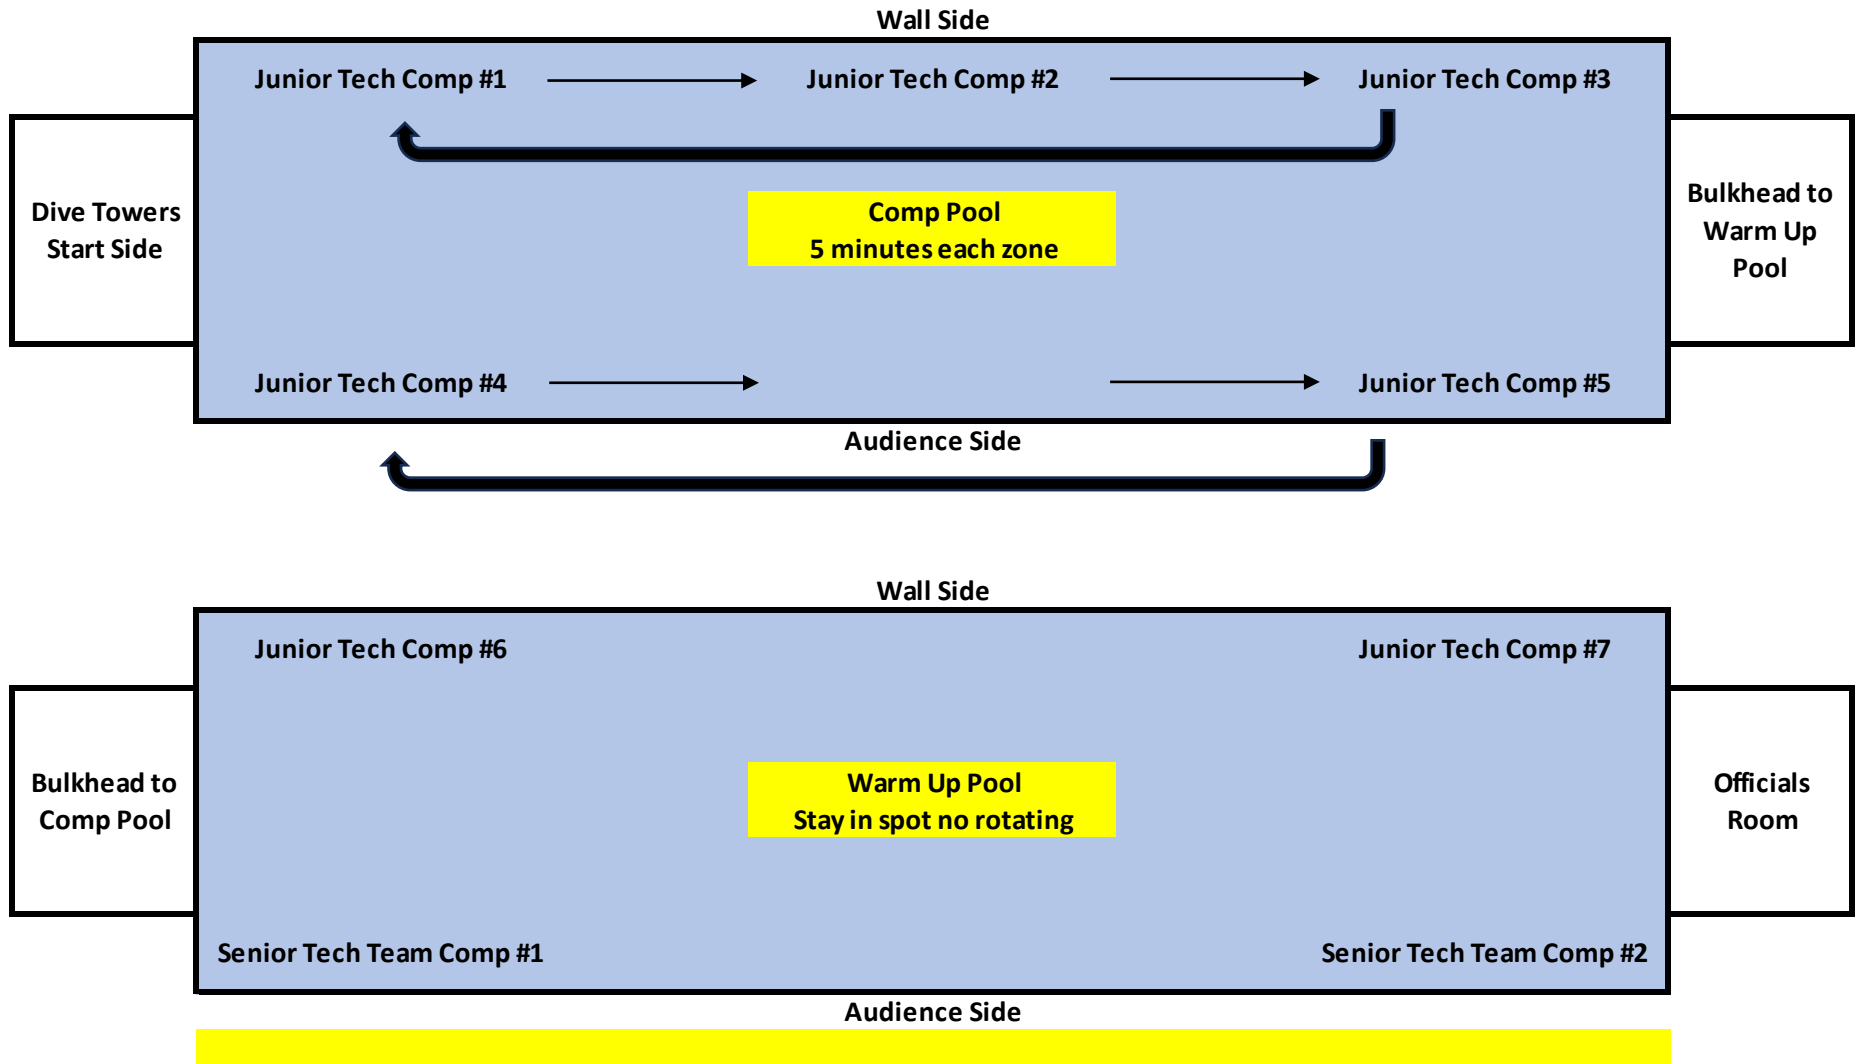 Wall Side
Junior Tech Comp #1
Junior Tech Comp #2
Junior Tech Comp #3
Dive Towers
Start Side
Comp Pool
5 minutes each zone
Bulkhead to
Warm Up
Pool
Junior Tech Comp #4
Junior Tech Comp #5
Audience Side
Wall Side
Junior Tech Comp #6
Junior Tech Comp #7
Bulkhead to
Comp Pool
Warm Up Pool
Stay in spot no rotating
Officials
Room
Senior Tech Team Comp #1
Senior Tech Team Comp #2
Audience Side